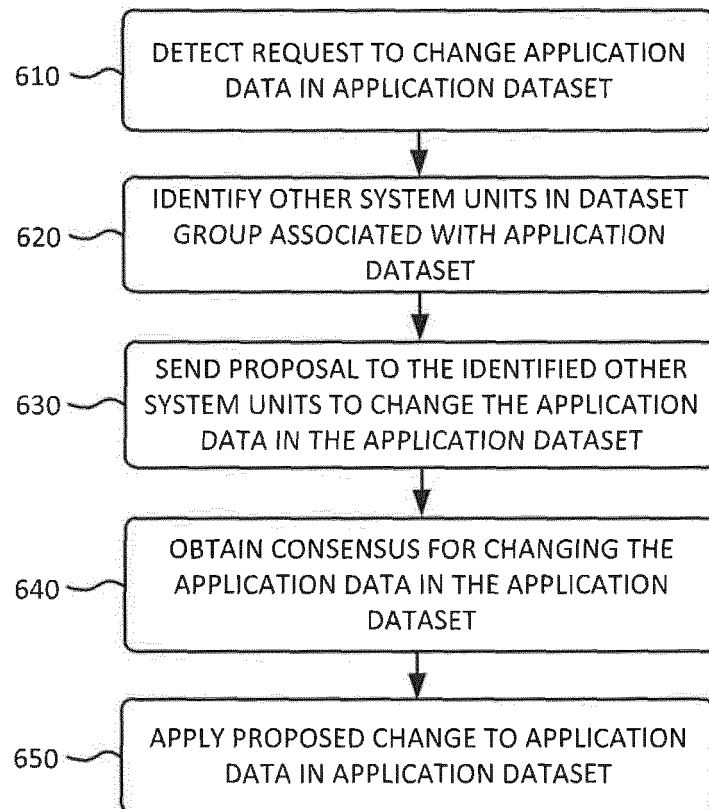 610
DETECT REQUEST TO CHANGE APPLICATION
DATA IN APPLICATION DATASET
620
IDENTIFY OTHER SYSTEM UNITS IN DATASET
GROUP ASSOCIATED WITH APPLICATION
DATASET
630
SEND PROPOSAL TO THE IDENTIFIED OTHER
SYSTEM UNITS TO CHANGE THE APPLICATION
DATA IN THE APPLICATION DATASET
640
OBTAIN CONSENSUS FOR CHANGING THE
APPLICATION DATA IN THE APPLICATION
DATASET
650
APPLY PROPOSED CHANGE TO APPLICATION
DATA IN APPLICATION DATASET